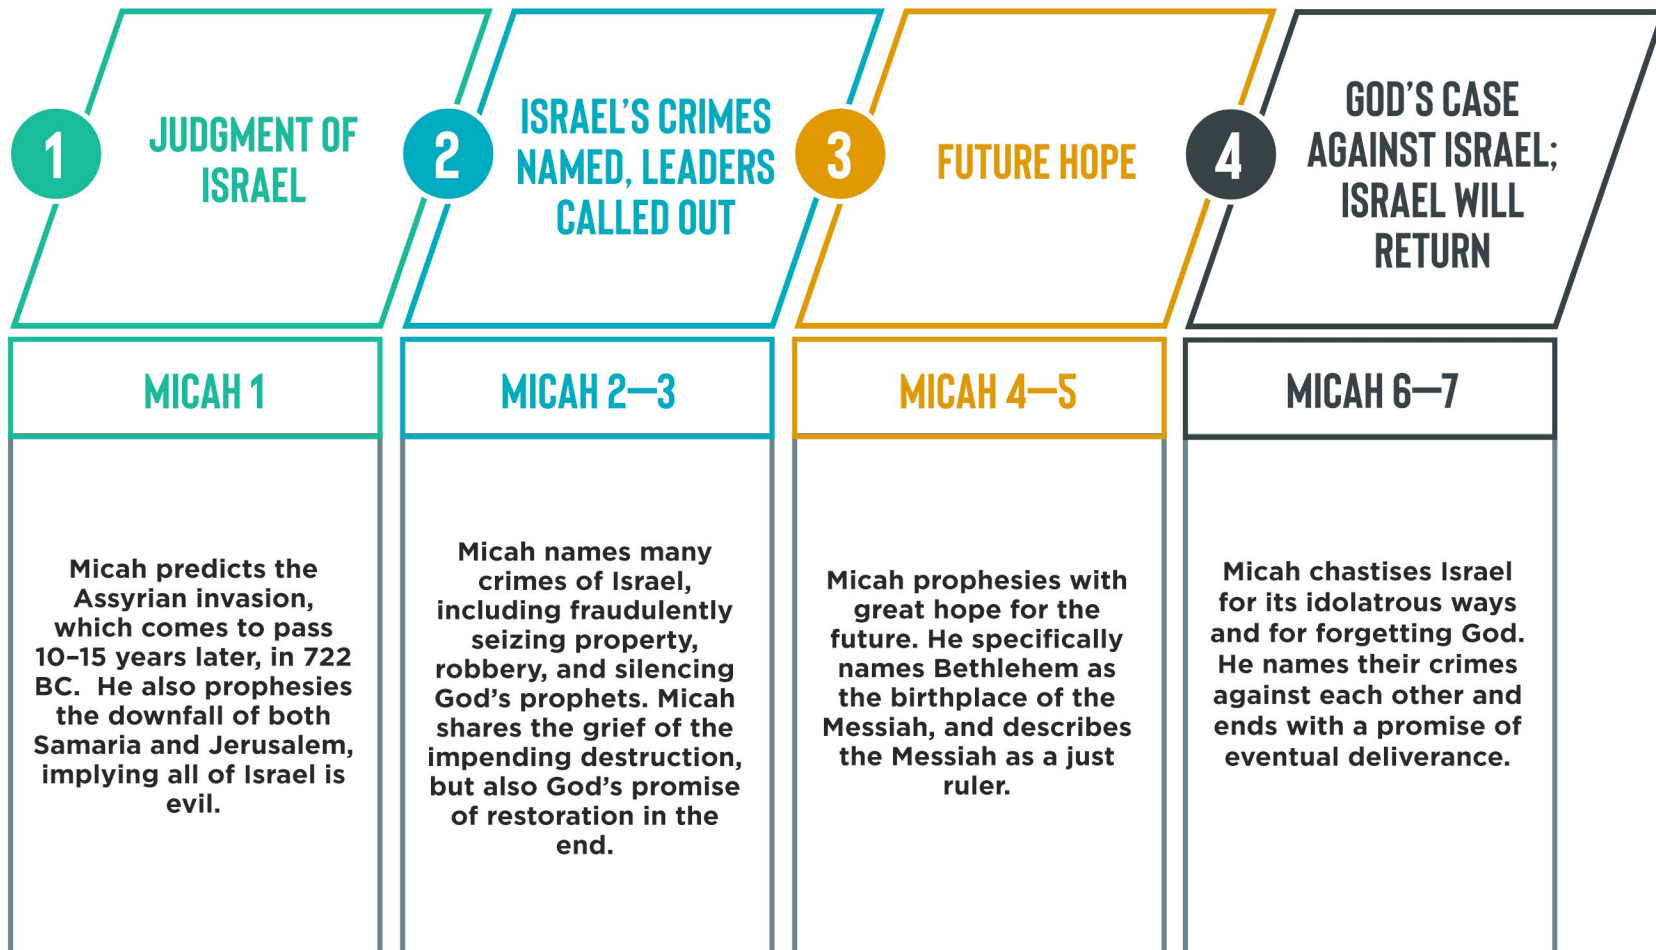 1
JUDGMENT OF
ISRAEL
MICAH 1
Micah predicts the
Assyrian invasion,
which comes to pass
10–15 years later, in 722
BC.  He also prophesies
the downfall of both
Samaria and Jerusalem,
implying all of Israel is
evil.
2
ISRAEL’S CRIMES
NAMED, LEADERS
CALLED OUT
MICAH 2—3
Micah names many
crimes of Israel,
including fraudulently
seizing property,
robbery, and silencing
God’s prophets. Micah
shares the grief of the
impending destruction,
but also God’s promise
of restoration in the
end.
3
FUTURE HOPE
MICAH 4—5
Micah prophesies with
great hope for the
future. He specifically
names Bethlehem as
the birthplace of the
Messiah, and describes
the Messiah as a just
ruler.
4
GOD’S CASE
AGAINST ISRAEL;
ISRAEL WILL
RETURN
MICAH 6—7
Micah chastises Israel
for its idolatrous ways
and for forgetting God.
He names their crimes
against each other and
ends with a promise of
eventual deliverance.